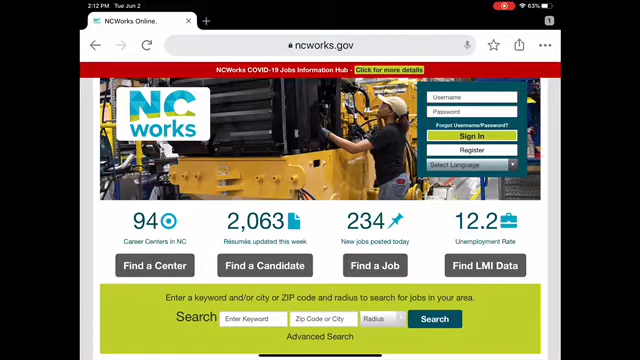 2:12 PM Tue Jun 2
63%
NCWorks Online.
1
ncworks.gov
NCWorks COVID-19 Jobs Information Hub - Click for more details
NC
works
Username
Password
Forgot Username/Password?
Sign In
Register
Select Language
94
Career Centers in NC
Find a Center
2,063
Résumés updated this week
Find a Candidate
234
New jobs posted today
Find a Job
12.2
Unemployment Rate
Find LMI Data
Enter a keyword and/or city or ZIP code and radius to search for jobs in your area.
Search Enter Keyword Zip Code or City Radius Search
Advanced Search